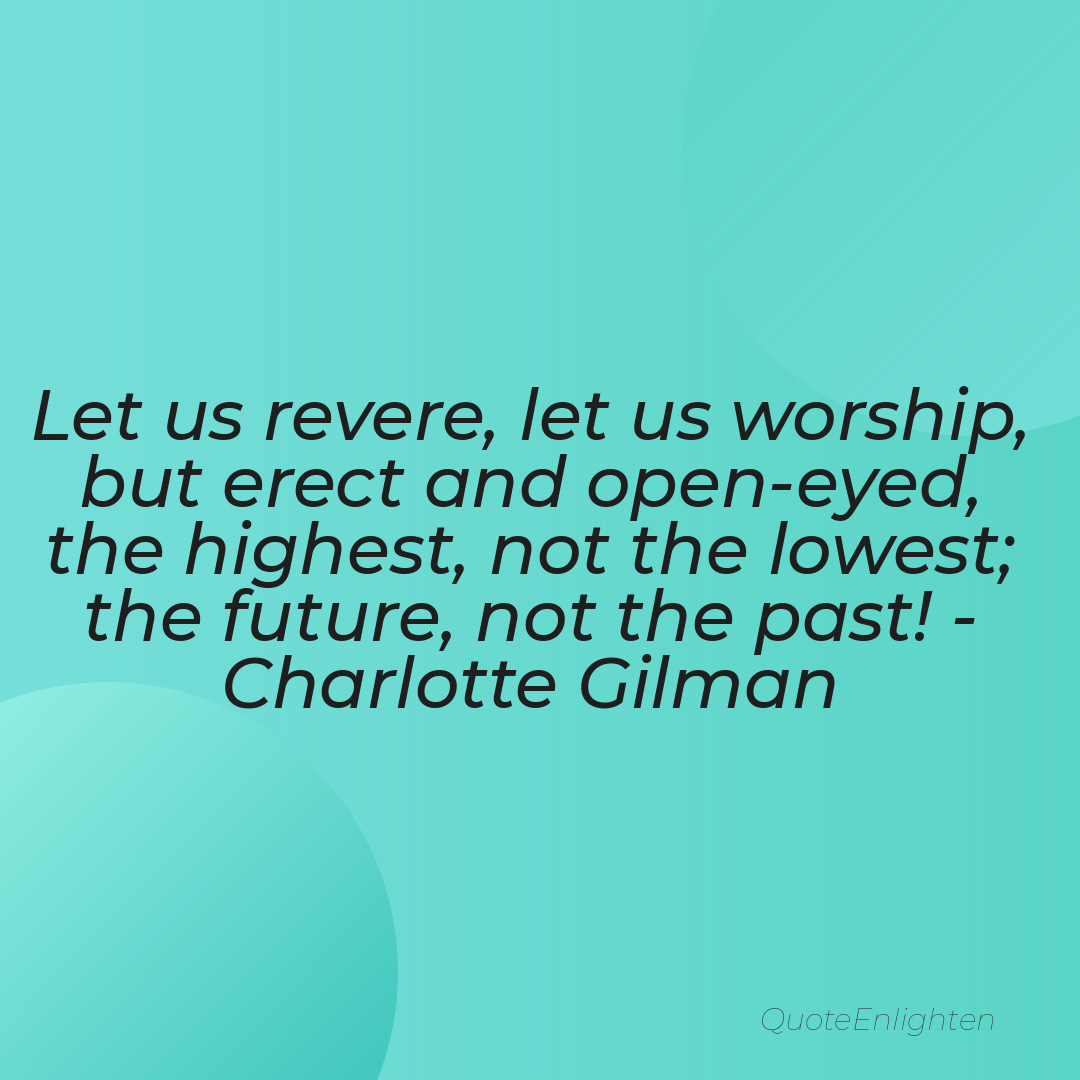 Let us revere, let us worship,
but erect and open-eyed,
the highest, not the lowest;
the future, not the past! -
Charlotte Gilman
QuoteEnlighten